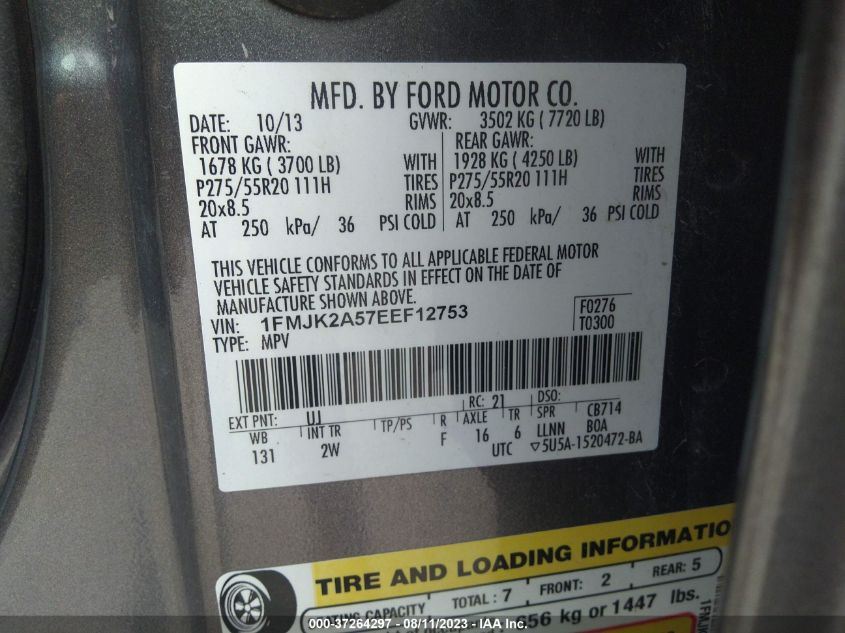 MFD. BY FORD MOTOR CO.
DATE: 10/13 GVWR: 3502 KG ( 7720 LB)
FRONT GAWR: REAR GAWR:
1678 KG ( 3700 LB) WITH 1928 KG ( 4250 LB) WITH
P275/55R20 111H TIRES P275/55R20 111H TIRES
20x8.5 RIMS 20x8.5 RIMS
AT 250 kPa/ 36 PSI COLD AT 250 kPa/ 36 PSI COLD
THIS VEHICLE CONFORMS TO ALL APPLICABLE FEDERAL MOTOR
VEHICLE SAFETY STANDARDS IN EFFECT ON THE DATE OF
MANUFACTURE SHOWN ABOVE.
VIN: 1FMJK2A57EEF12753 F0276
TYPE: MPV T0300
EXT PNT: UJ RC: 21 DSO:
WB INT TR TP/PS R AXLE TR SPR CB714
131 2W F 16 6 LLNN BOA
UTC ▽5U5A-1520472-BA
TIRE AND LOADING INFORMATIO
CAPACITY TOTAL : 7 FRONT: 2 REAR: 5
656 kg or 1447 lbs.
000-37264297 - 08/11/2023 - IAA Inc.